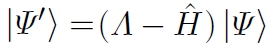 |Ψ′⟩ = (Λ − Ĥ) |Ψ⟩